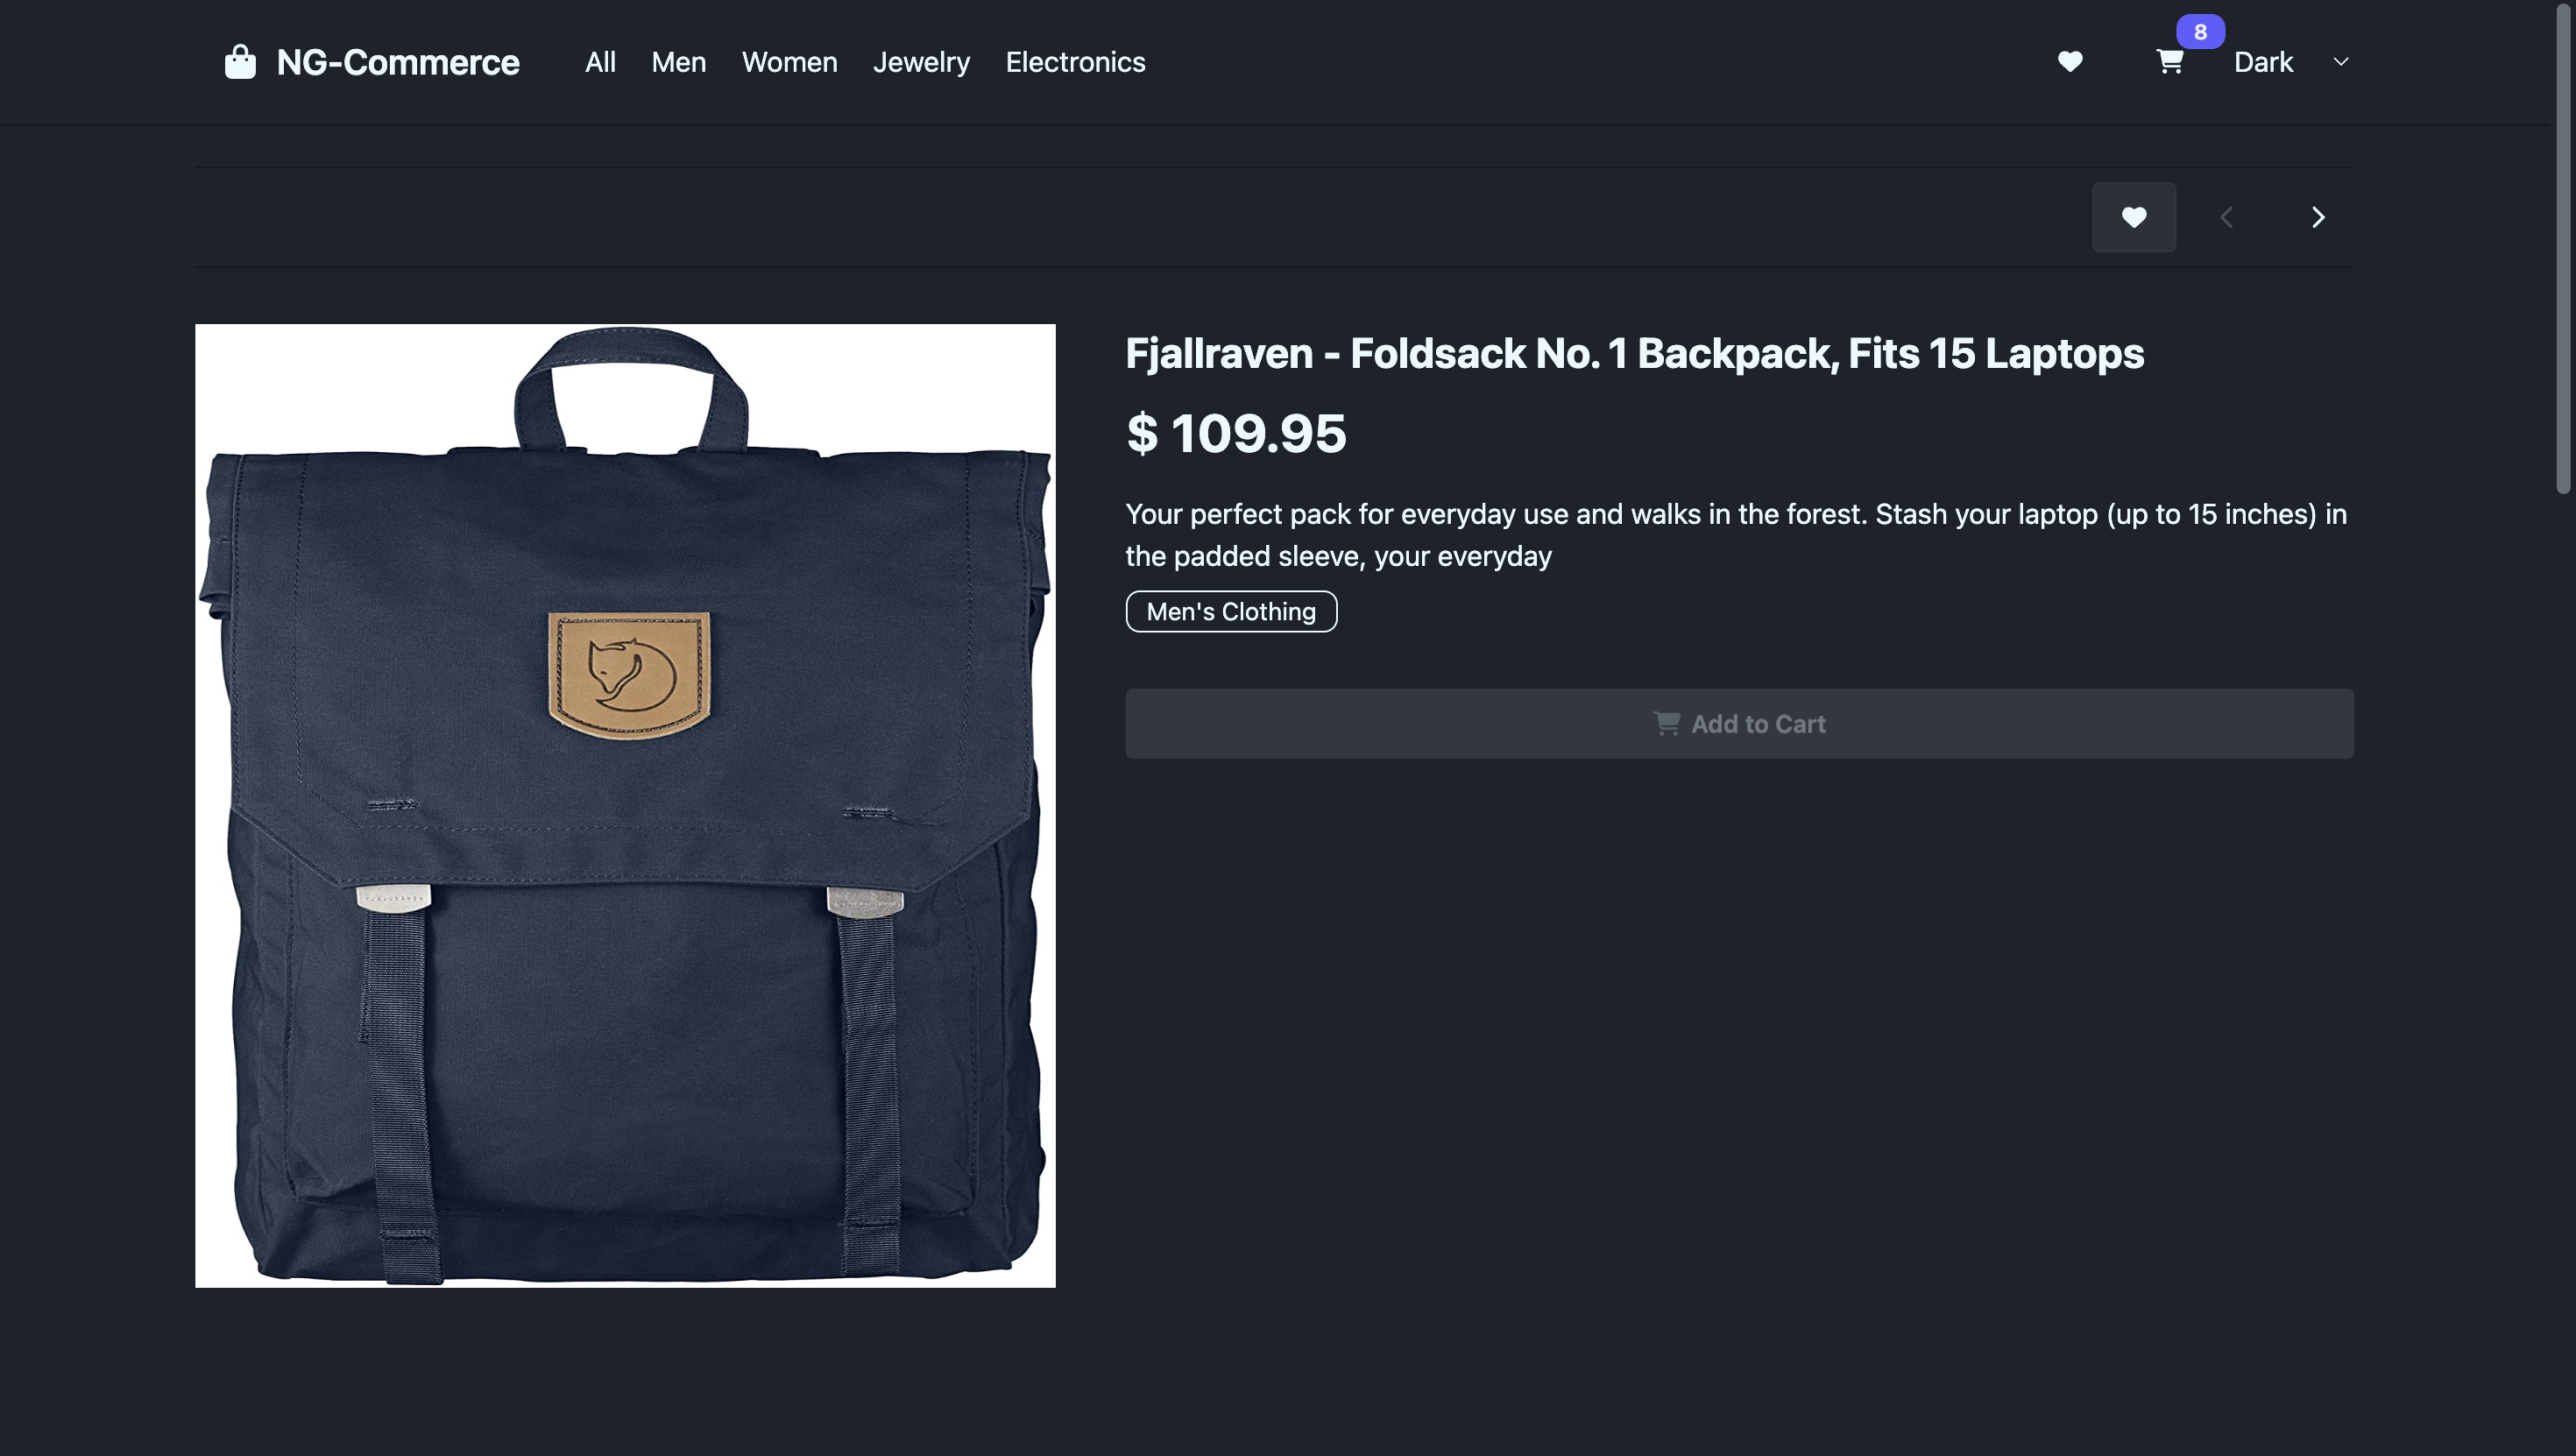 NG-Commerce
All
Men
Women
Jewelry
Electronics
8
Dark
Fjallraven - Foldsack No. 1 Backpack, Fits 15 Laptops
$ 109.95
Your perfect pack for everyday use and walks in the forest. Stash your laptop (up to 15 inches) in
the padded sleeve, your everyday
Men's Clothing
Add to Cart